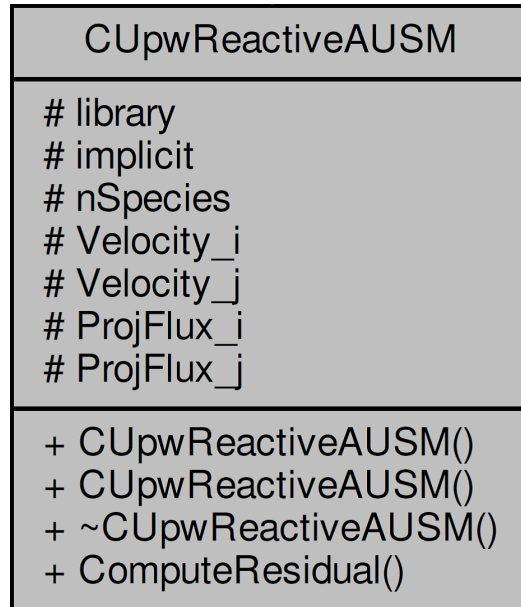 CUpwReactiveAUSM
# library
# implicit
# nSpecies
# Velocity_i
# Velocity_j
# ProjFlux_i
# ProjFlux_j
+ CUpwReactiveAUSM()
+ CUpwReactiveAUSM()
+ ~CUpwReactiveAUSM()
+ ComputeResidual()